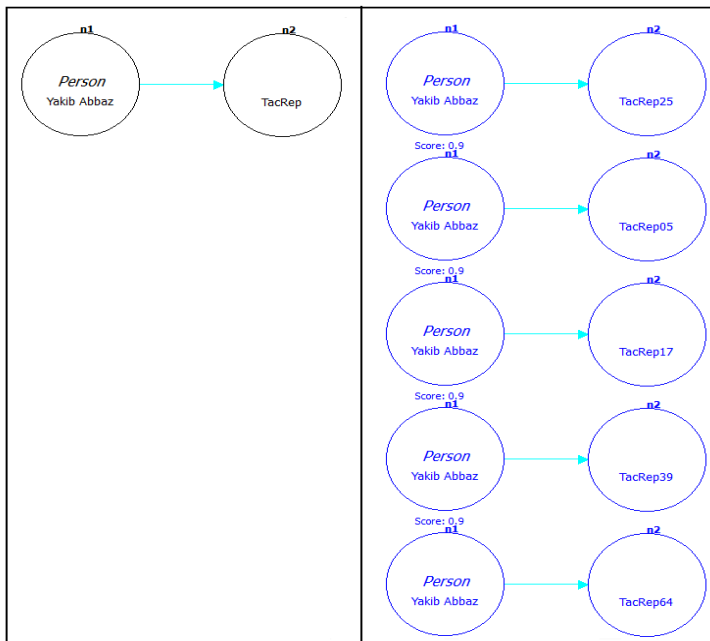 n1 n2
Person
Yakib Abbaz TacRep
n1 n2
Person
Yakib Abbaz TacRep25
Score: 0.9
n1 n2
Person
Yakib Abbaz TacRep05
Score: 0.9
n1 n2
Person
Yakib Abbaz TacRep17
Score: 0.9
n1 n2
Person
Yakib Abbaz TacRep39
Score: 0.9
n1 n2
Person
Yakib Abbaz TacRep64